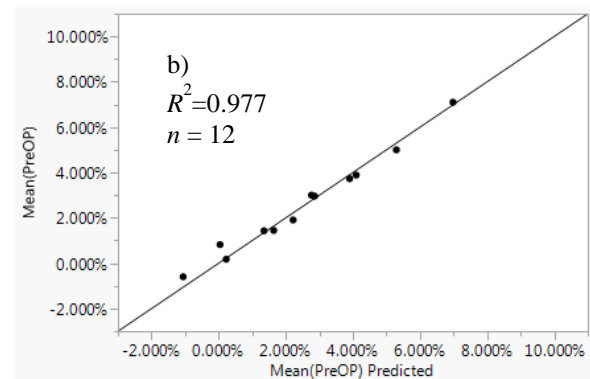 b)
R²=0.977
n = 12
Mean(PreOP)
10.000%
8.000%
6.000%
4.000%
2.000%
0.000%
-2.000%
-2.000% 0.000% 2.000% 4.000% 6.000% 8.000% 10.000%
Mean(PreOP) Predicted